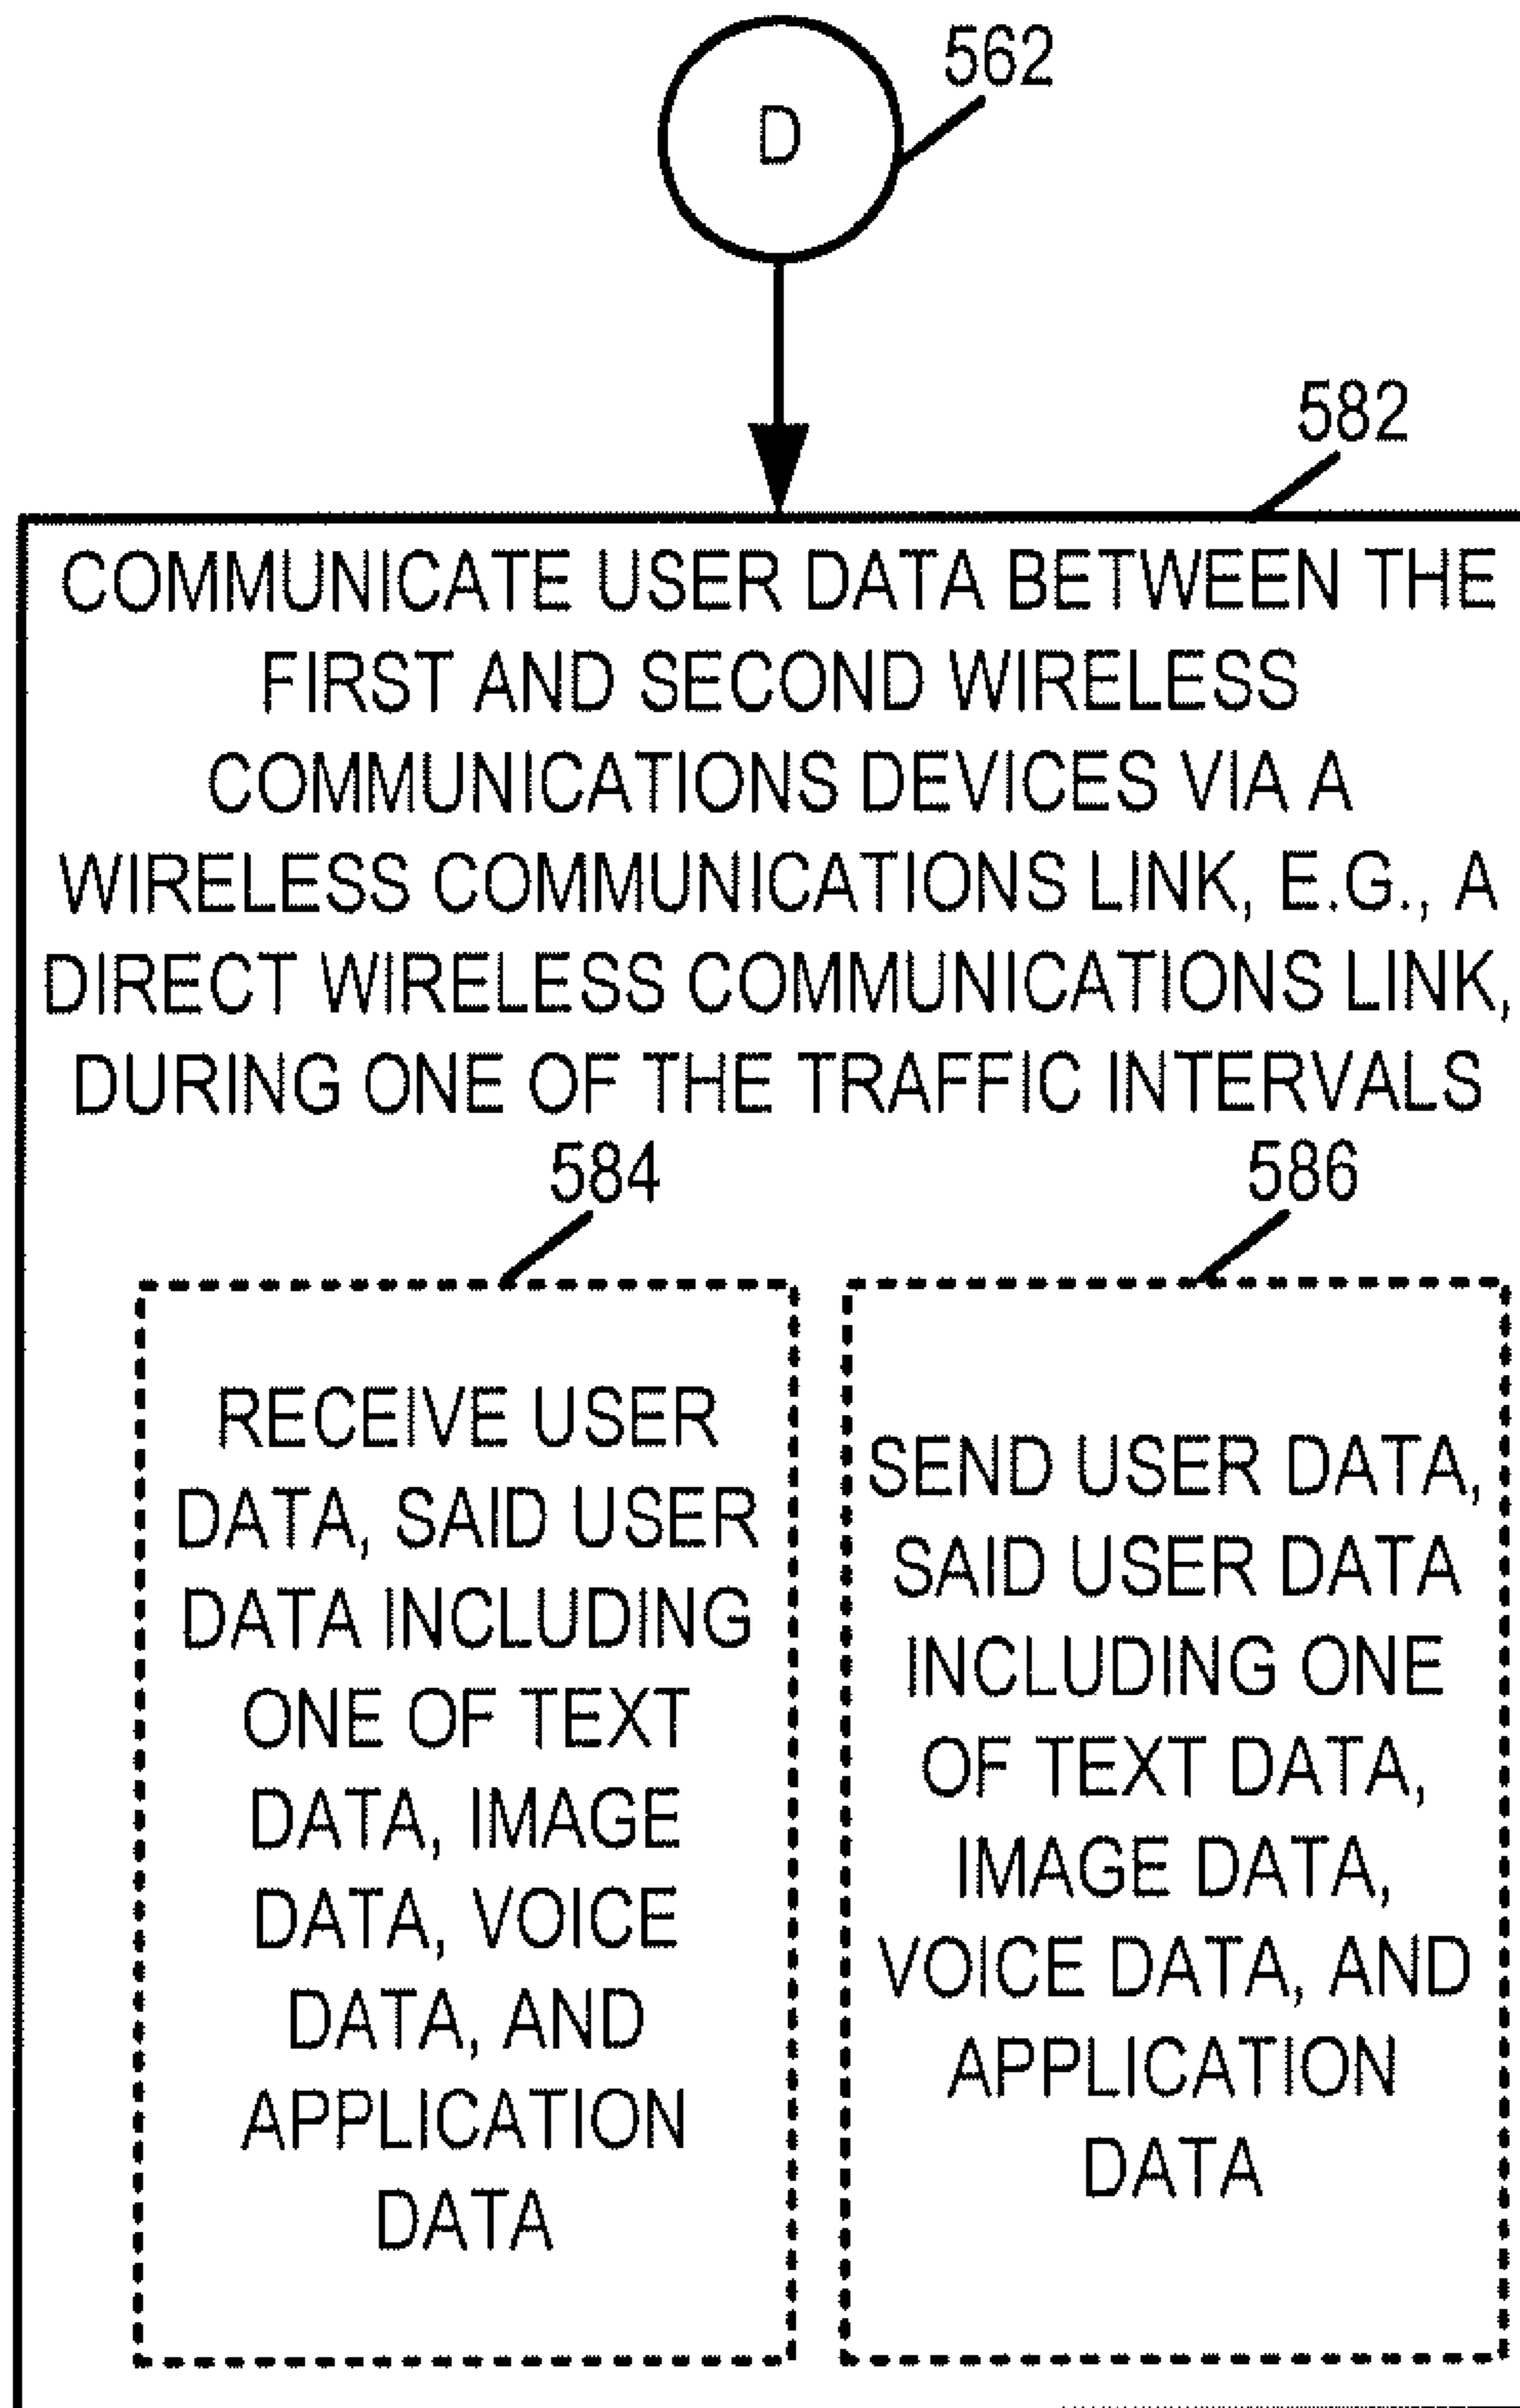 562
D
582
COMMUNICATE USER DATA BETWEEN THE
FIRST AND SECOND WIRELESS
COMMUNICATIONS DEVICES VIA A
WIRELESS COMMUNICATIONS LINK, E.G., A
DIRECT WIRELESS COMMUNICATIONS LINK,
DURING ONE OF THE TRAFFIC INTERVALS
584
RECEIVE USER
DATA, SAID USER
DATA INCLUDING
ONE OF TEXT
DATA, IMAGE
DATA, VOICE
DATA, AND
APPLICATION
DATA
586
SEND USER DATA,
SAID USER DATA
INCLUDING ONE
OF TEXT DATA,
IMAGE DATA,
VOICE DATA, AND
APPLICATION
DATA